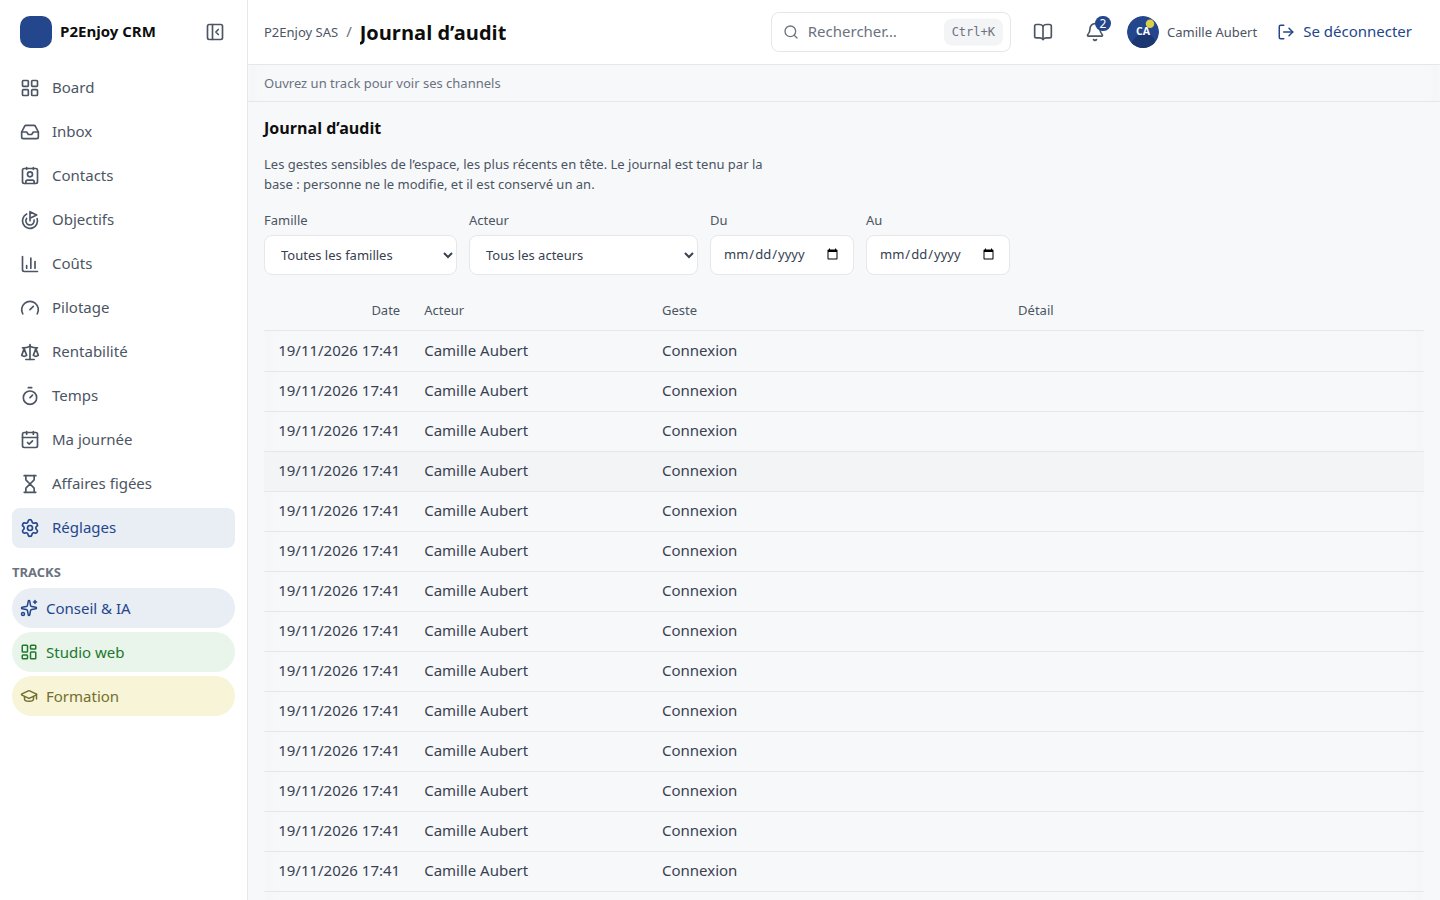 P2Enjoy CRM
P2Enjoy SAS / Journal d’audit
Rechercher... Ctrl+K
2
CA Camille Aubert
Se déconnecter
Board
Inbox
Contacts
Objectifs
Coûts
Pilotage
Rentabilité
Temps
Ma journée
Affaires figées
Réglages
TRACKS
Conseil & IA
Studio web
Formation
Ouvrez un track pour voir ses channels
Journal d’audit
Les gestes sensibles de l’espace, les plus récents en tête. Le journal est tenu par la
base : personne ne le modifie, et il est conservé un an.
Famille Acteur Du Au
Toutes les familles Tous les acteurs mm/dd/yyyy mm/dd/yyyy
Date Acteur Geste Détail
19/11/2026 17:41 Camille Aubert Connexion
19/11/2026 17:41 Camille Aubert Connexion
19/11/2026 17:41 Camille Aubert Connexion
19/11/2026 17:41 Camille Aubert Connexion
19/11/2026 17:41 Camille Aubert Connexion
19/11/2026 17:41 Camille Aubert Connexion
19/11/2026 17:41 Camille Aubert Connexion
19/11/2026 17:41 Camille Aubert Connexion
19/11/2026 17:41 Camille Aubert Connexion
19/11/2026 17:41 Camille Aubert Connexion
19/11/2026 17:41 Camille Aubert Connexion
19/11/2026 17:41 Camille Aubert Connexion
19/11/2026 17:41 Camille Aubert Connexion
19/11/2026 17:41 Camille Aubert Connexion